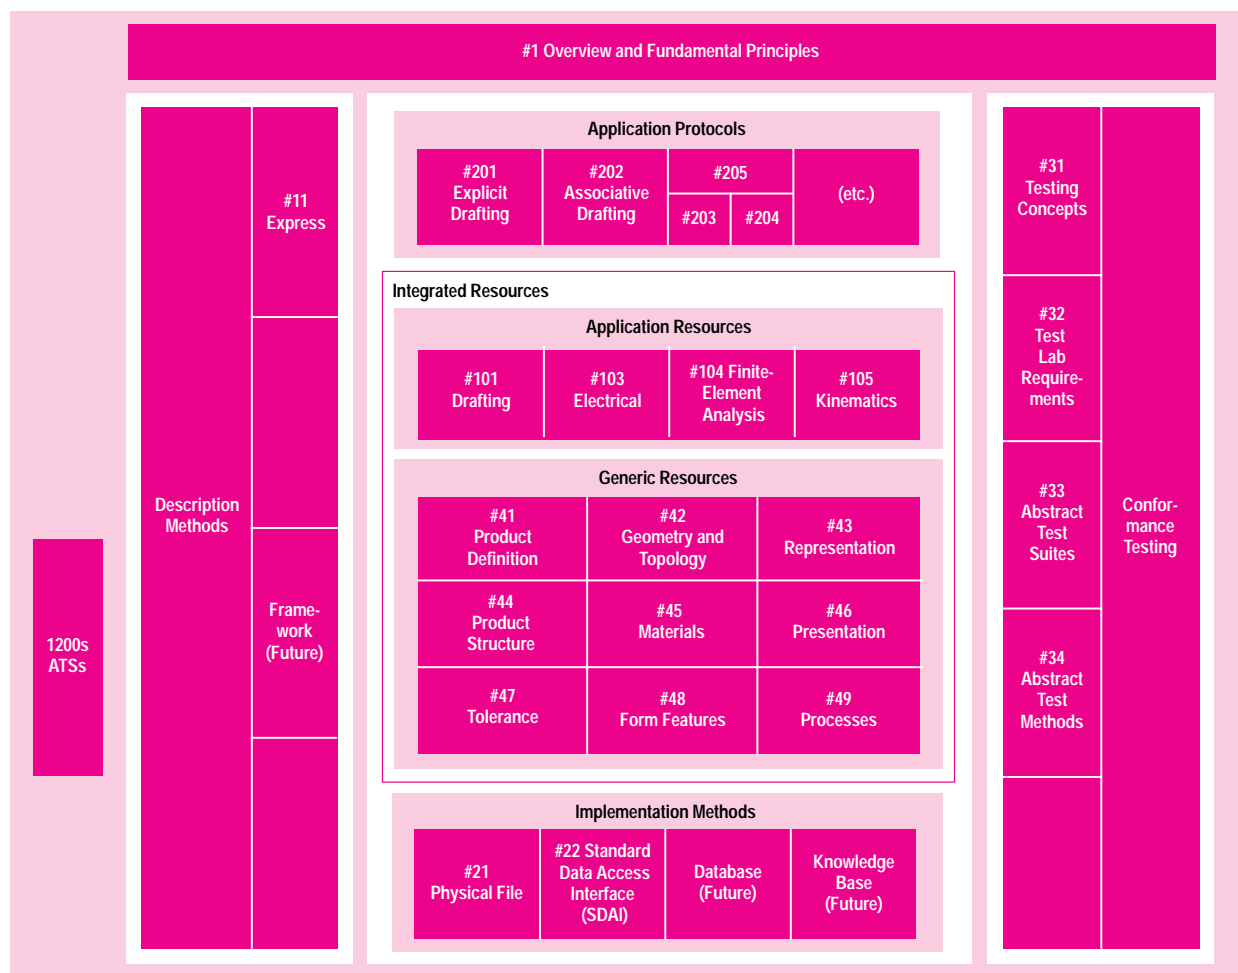 #1 Overview and Fundamental Principles
1200s
ATSs
Description
Methods
#11
Express
Frame-
work
(Future)
Application Protocols
#201
Explicit
Drafting
#202
Associative
Drafting
#205
#203
#204
(etc.)
Integrated Resources
Application Resources
#101
Drafting
#103
Electrical
#104 Finite-
Element
Analysis
#105
Kinematics
Generic Resources
#41
Product
Definition
#42
Geometry and
Topology
#43
Representation
#44
Product
Structure
#45
Materials
#46
Presentation
#47
Tolerance
#48
Form Features
#49
Processes
Implementation Methods
#21
Physical File
#22 Standard
Data Access
Interface
(SDAI)
Database
(Future)
Knowledge
Base
(Future)
#31
Testing
Concepts
#32
Test
Lab
Require-
ments
#33
Abstract
Test
Suites
#34
Abstract
Test
Methods
Confor-
mance
Testing